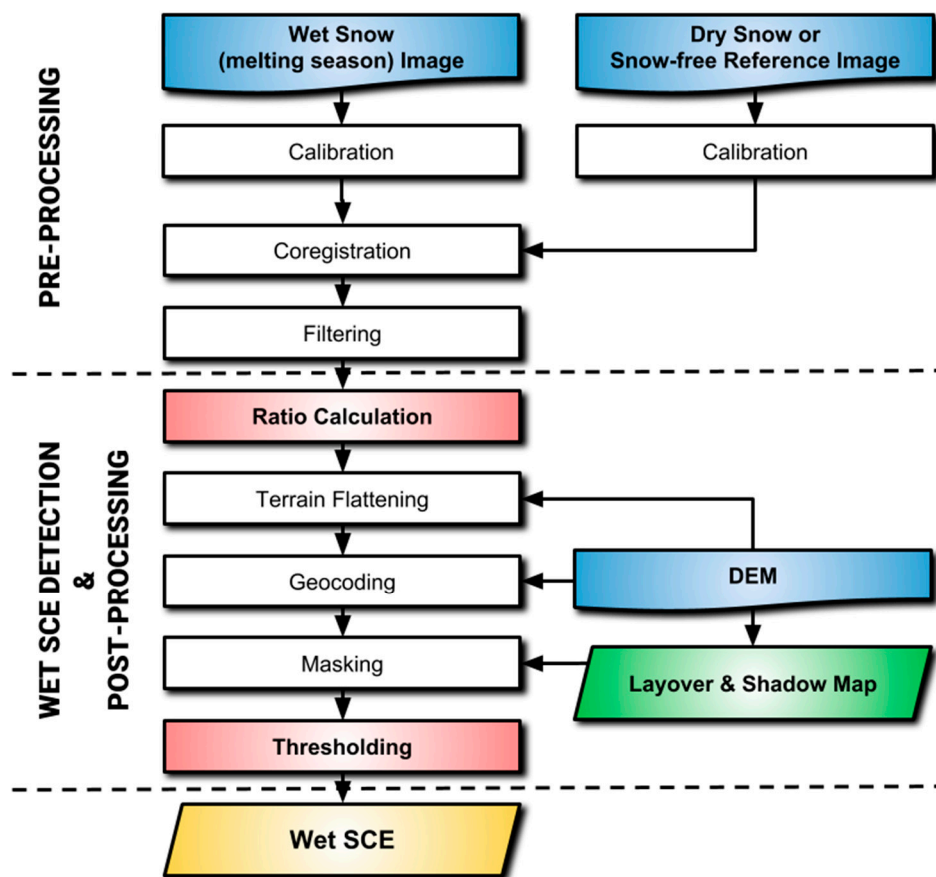 PRE-PROCESSING
Wet Snow
(melting season) Image
Dry Snow or
Snow-free Reference Image
Calibration
Calibration
Coregistration
Filtering
WET SCE DETECTION
&
POST-PROCESSING
Ratio Calculation
Terrain Flattening
Geocoding
DEM
Masking
Layover & Shadow Map
Thresholding
Wet SCE